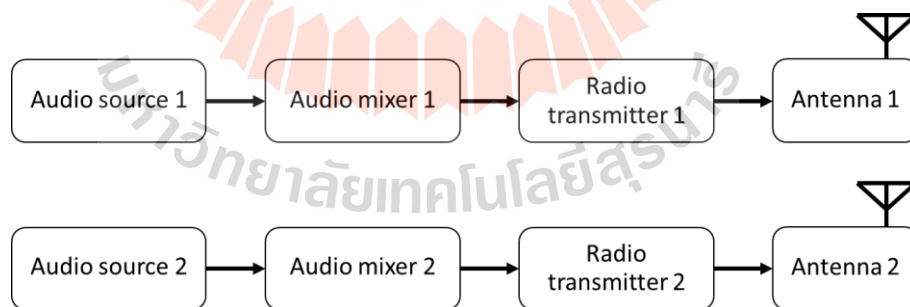 Audio source 1
Audio mixer 1
Radio
transmitter 1
Antenna 1
มหาวิทยาลัยเทคโนโลยีสุรนารี
Audio source 2
Audio mixer 2
Radio
transmitter 2
Antenna 2